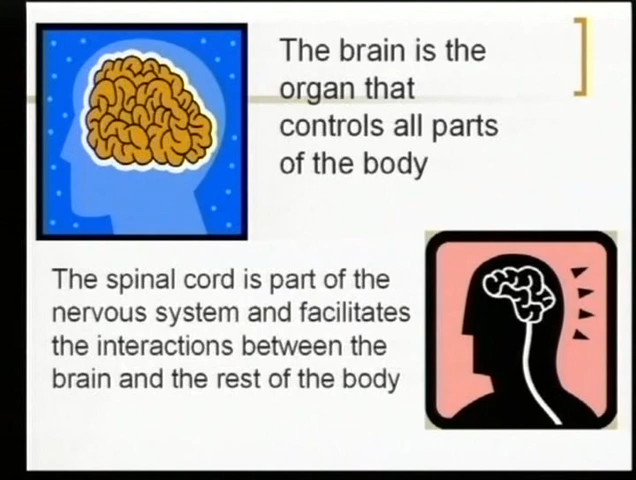 The brain is the
organ that
controls all parts
of the body
The spinal cord is part of the
nervous system and facilitates
the interactions between the
brain and the rest of the body